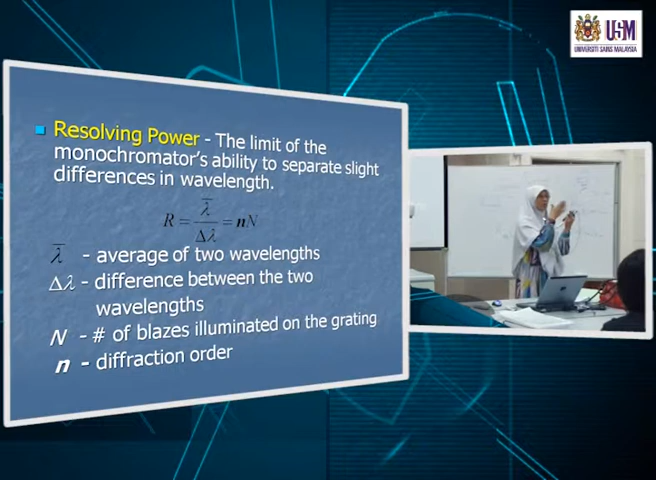 USM
UNIVERSITI SAINS MALAYSIA
Resolving Power - The limit of the
monochromator's ability to separate slight
differences in wavelength.
R = λ̅/Δλ = nN
λ̅ - average of two wavelengths
Δλ - difference between the two
wavelengths
N - # of blazes illuminated on the grating
n - diffraction order